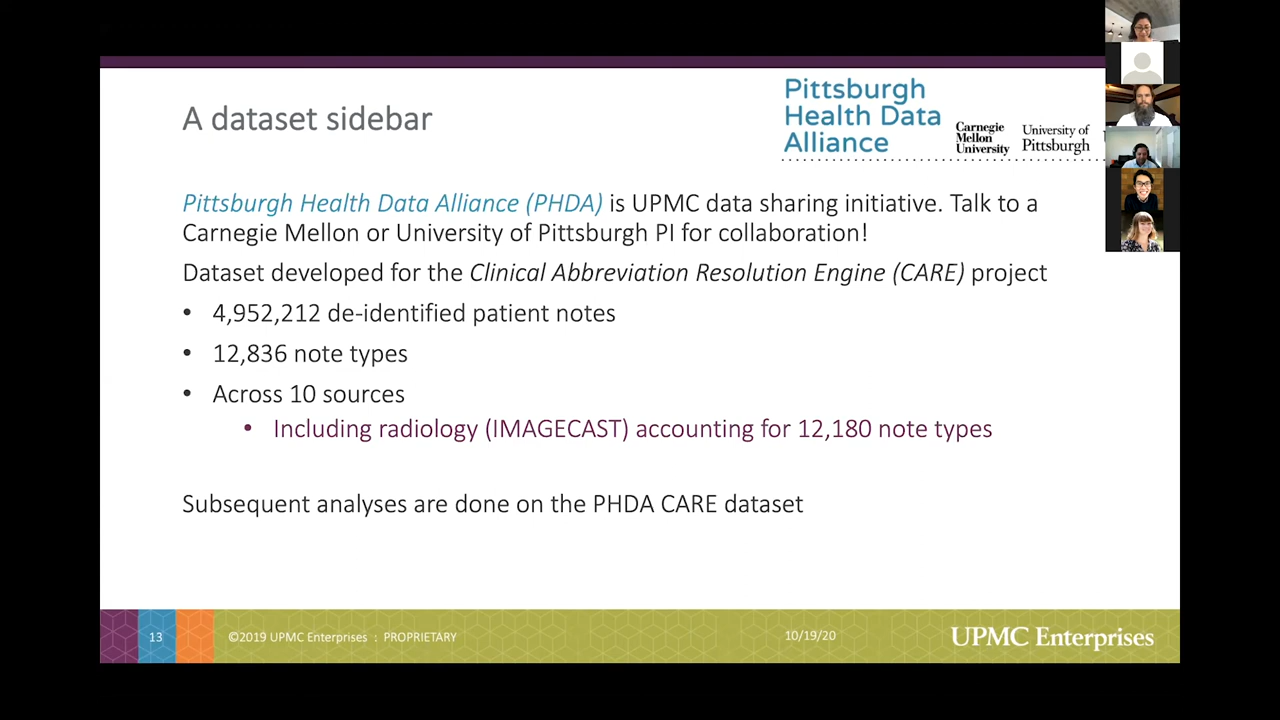 A dataset sidebar
Pittsburgh
Health Data
Alliance
Carnegie
Mellon
University
University of
Pittsburgh
Pittsburgh Health Data Alliance (PHDA) is UPMC data sharing initiative. Talk to a
Carnegie Mellon or University of Pittsburgh PI for collaboration!
Dataset developed for the Clinical Abbreviation Resolution Engine (CARE) project
• 4,952,212 de-identified patient notes
• 12,836 note types
• Across 10 sources
• Including radiology (IMAGECAST) accounting for 12,180 note types
Subsequent analyses are done on the PHDA CARE dataset
13
©2019 UPMC Enterprises : PROPRIETARY
10/19/20
UPMC Enterprises